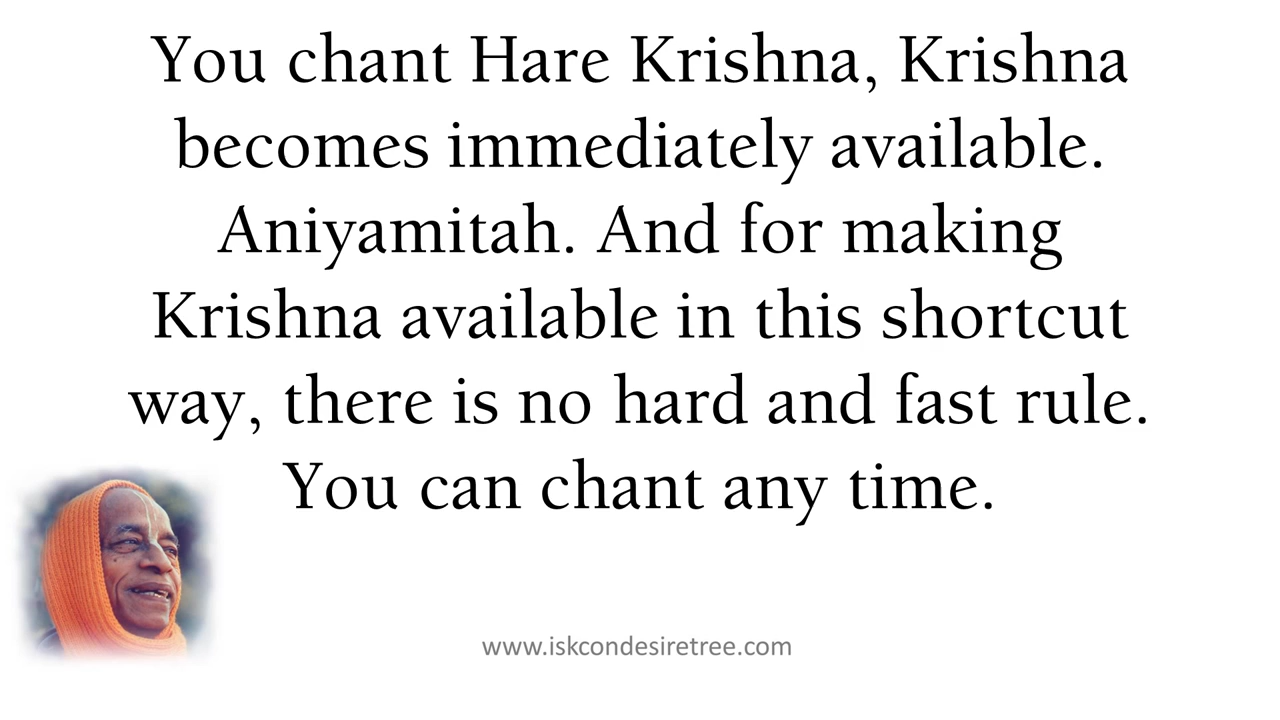 You chant Hare Krishna, Krishna
becomes immediately available.
Aniyamitah. And for making
Krishna available in this shortcut
way, there is no hard and fast rule.
You can chant any time.
www.iskcondesiretree.com